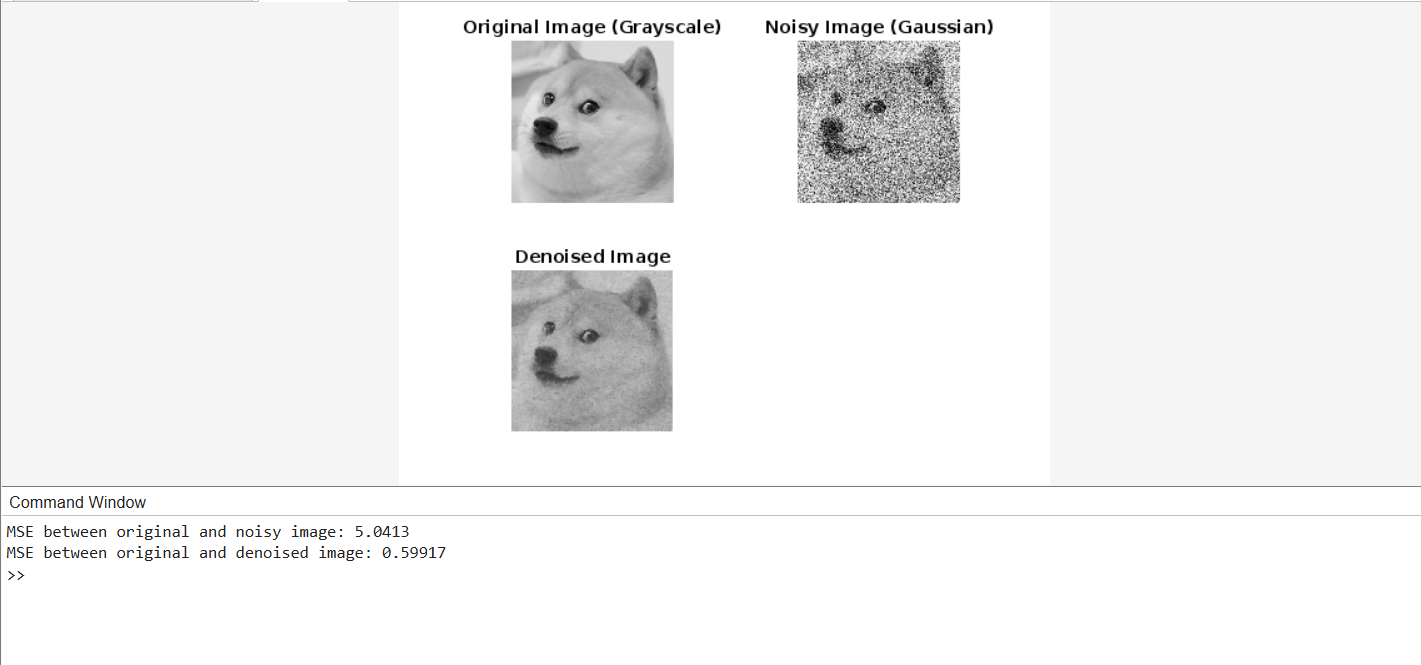 Original Image (Grayscale)
Noisy Image (Gaussian)
Denoised Image
Command Window
MSE between original and noisy image: 5.0413
MSE between original and denoised image: 0.59917
>>